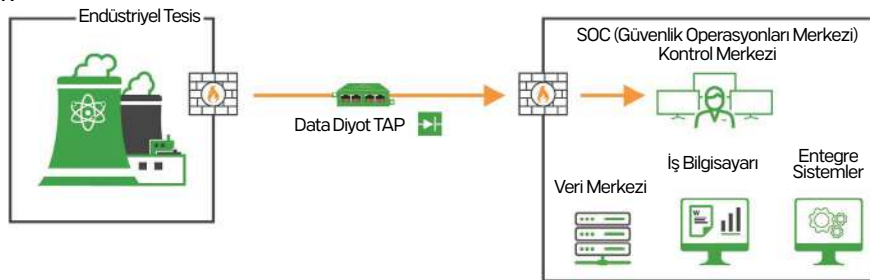 Endüstriyel Tesis
SOC (Güvenlik Operasyonları Merkezi)
Kontrol Merkezi
Data Diyot TAP
İş Bilgisayarı
Entegre
Sistemler
Veri Merkezi
W